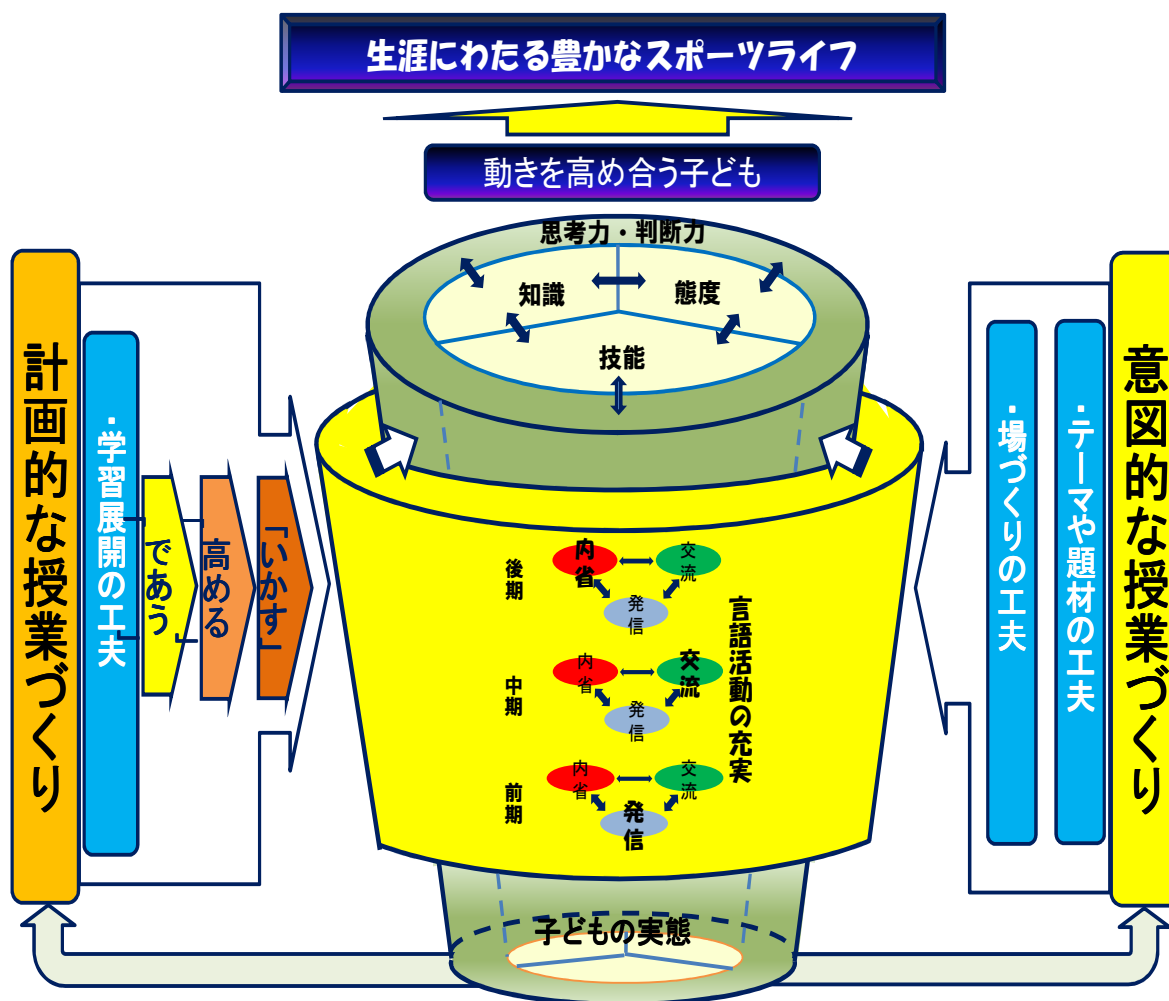 生涯にわたる豊かなスポーツライフ
動きを高め合う子ども
思考力・判断力
知識
態度
技能
計画的な授業づくり
・学習展開の工夫
「であう」
「高める」
「いかす」
後期
内省
交流
発信
中期
内省
交流
発信
前期
内省
交流
発信
言語活動の充実
・場づくりの工夫
・テーマや題材の工夫
意図的な授業づくり
子どもの実態